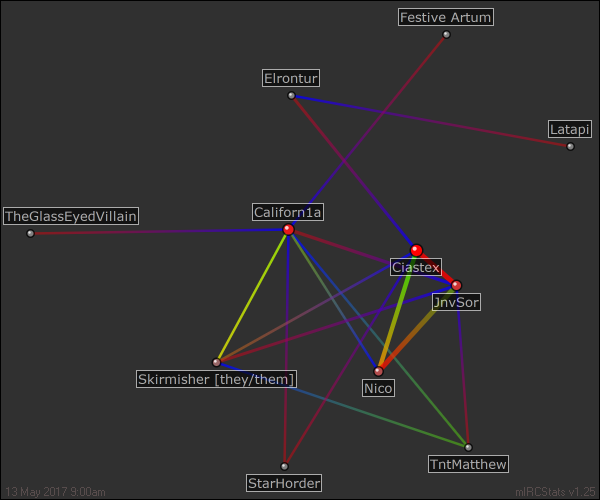 Festive Artum
Elrontur
Latapi
TheGlassEyedVillain
Californ1a
Ciastex
JnvSor
Skirmisher [they/them]
Nico
TntMatthew
StarHorder
13 May 2017 9:00am
mIRCStats v1.25